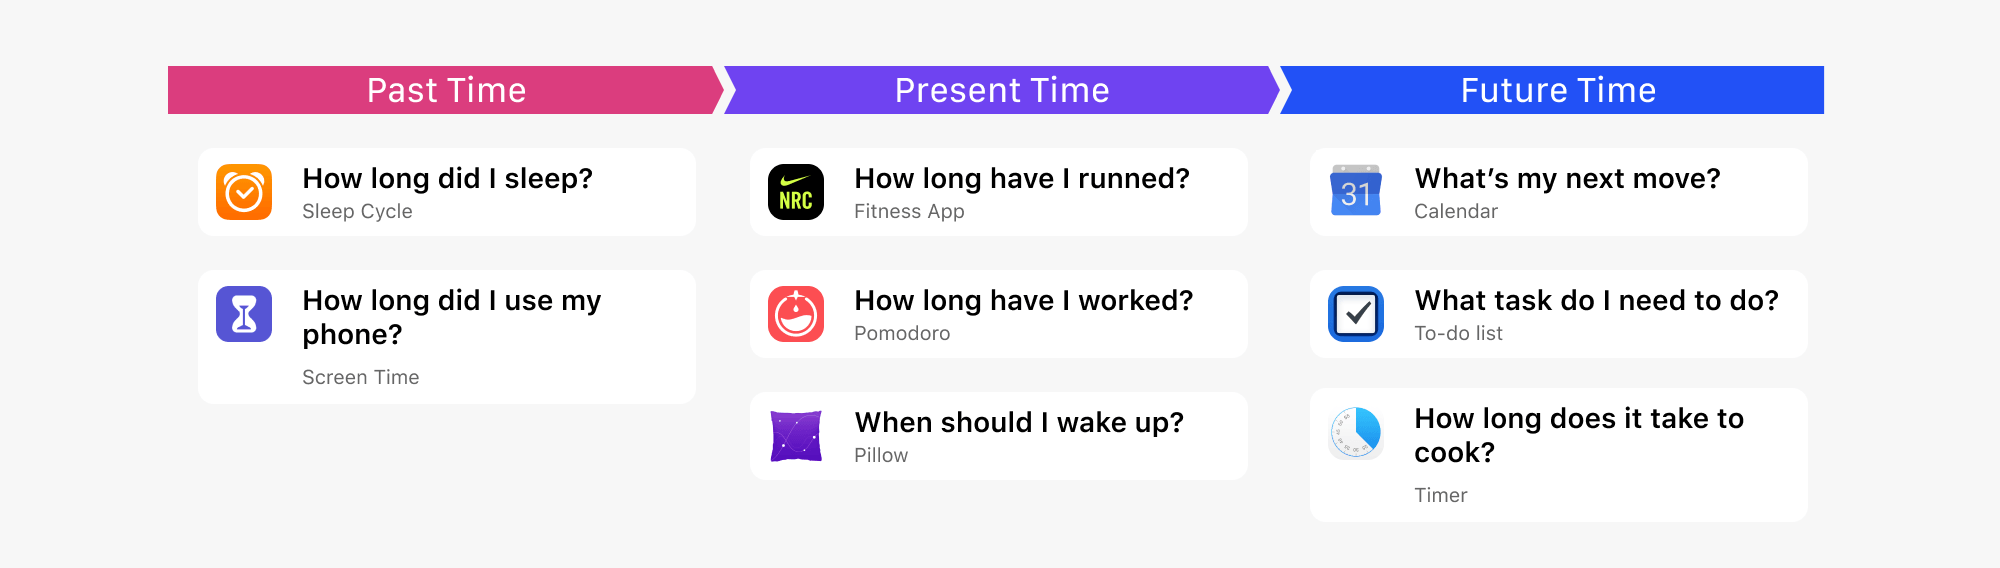 Past Time
Present Time
Future Time
How long did I sleep?
Sleep Cycle
How long did I use my
phone?
Screen Time
NRC
How long have I runned?
Fitness App
How long have I worked?
Pomodoro
When should I wake up?
Pillow
31
What's my next move?
Calendar
What task do I need to do?
To-do list
How long does it take to
cook?
Timer